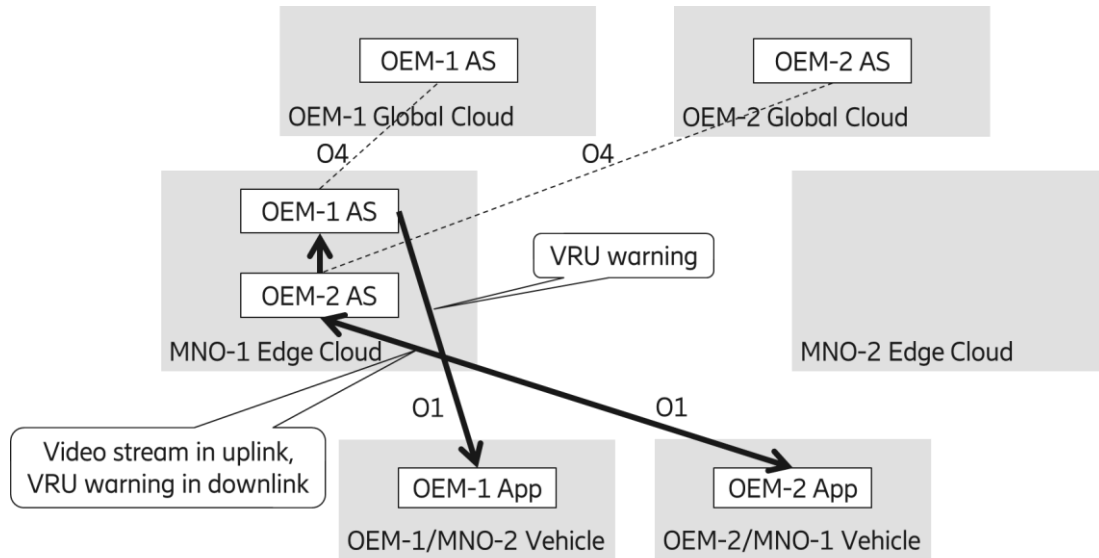 OEM-1 AS
OEM-2 AS
OEM-1 Global Cloud
OEM-2 Global Cloud
O4
O4
OEM-1 AS
VRU warning
OEM-2 AS
MNO-1 Edge Cloud
MNO-2 Edge Cloud
O1
O1
Video stream in uplink,
VRU warning in downlink
OEM-1 App
OEM-2 App
OEM-1/MNO-2 Vehicle
OEM-2/MNO-1 Vehicle